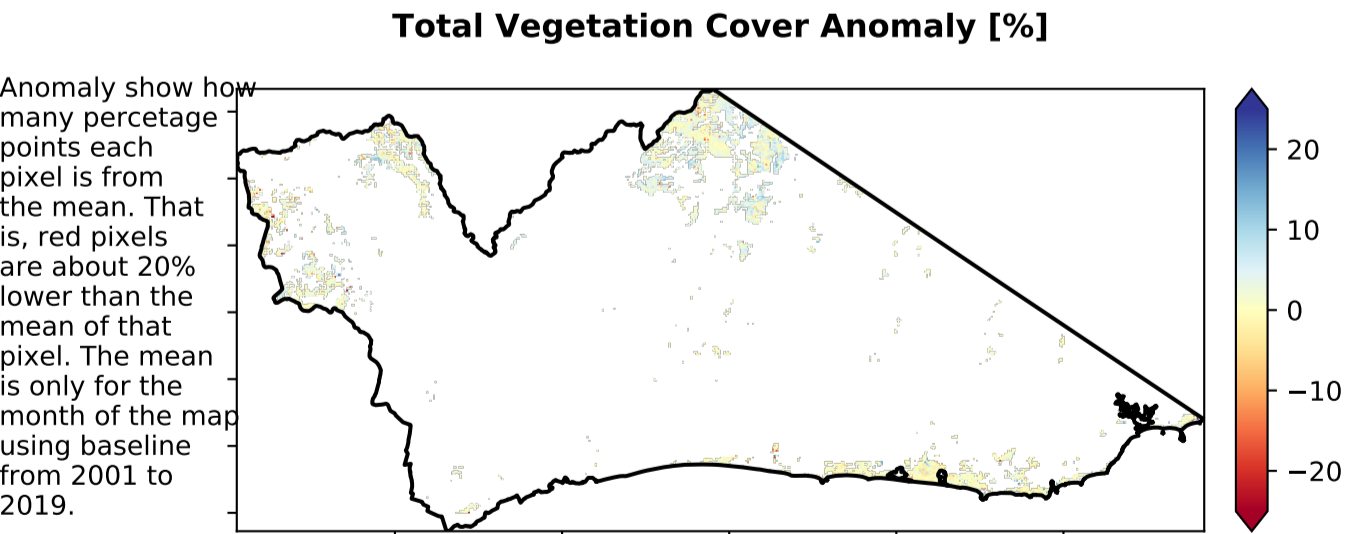 Total Vegetation Cover Anomaly [%]
Anomaly show how
many percetage
points each
pixel is from
the mean. That
is, red pixels
are about 20%
lower than the
mean of that
pixel. The mean
is only for the
month of the map
using baseline
from 2001 to
2019.
20
10
0
−10
−20